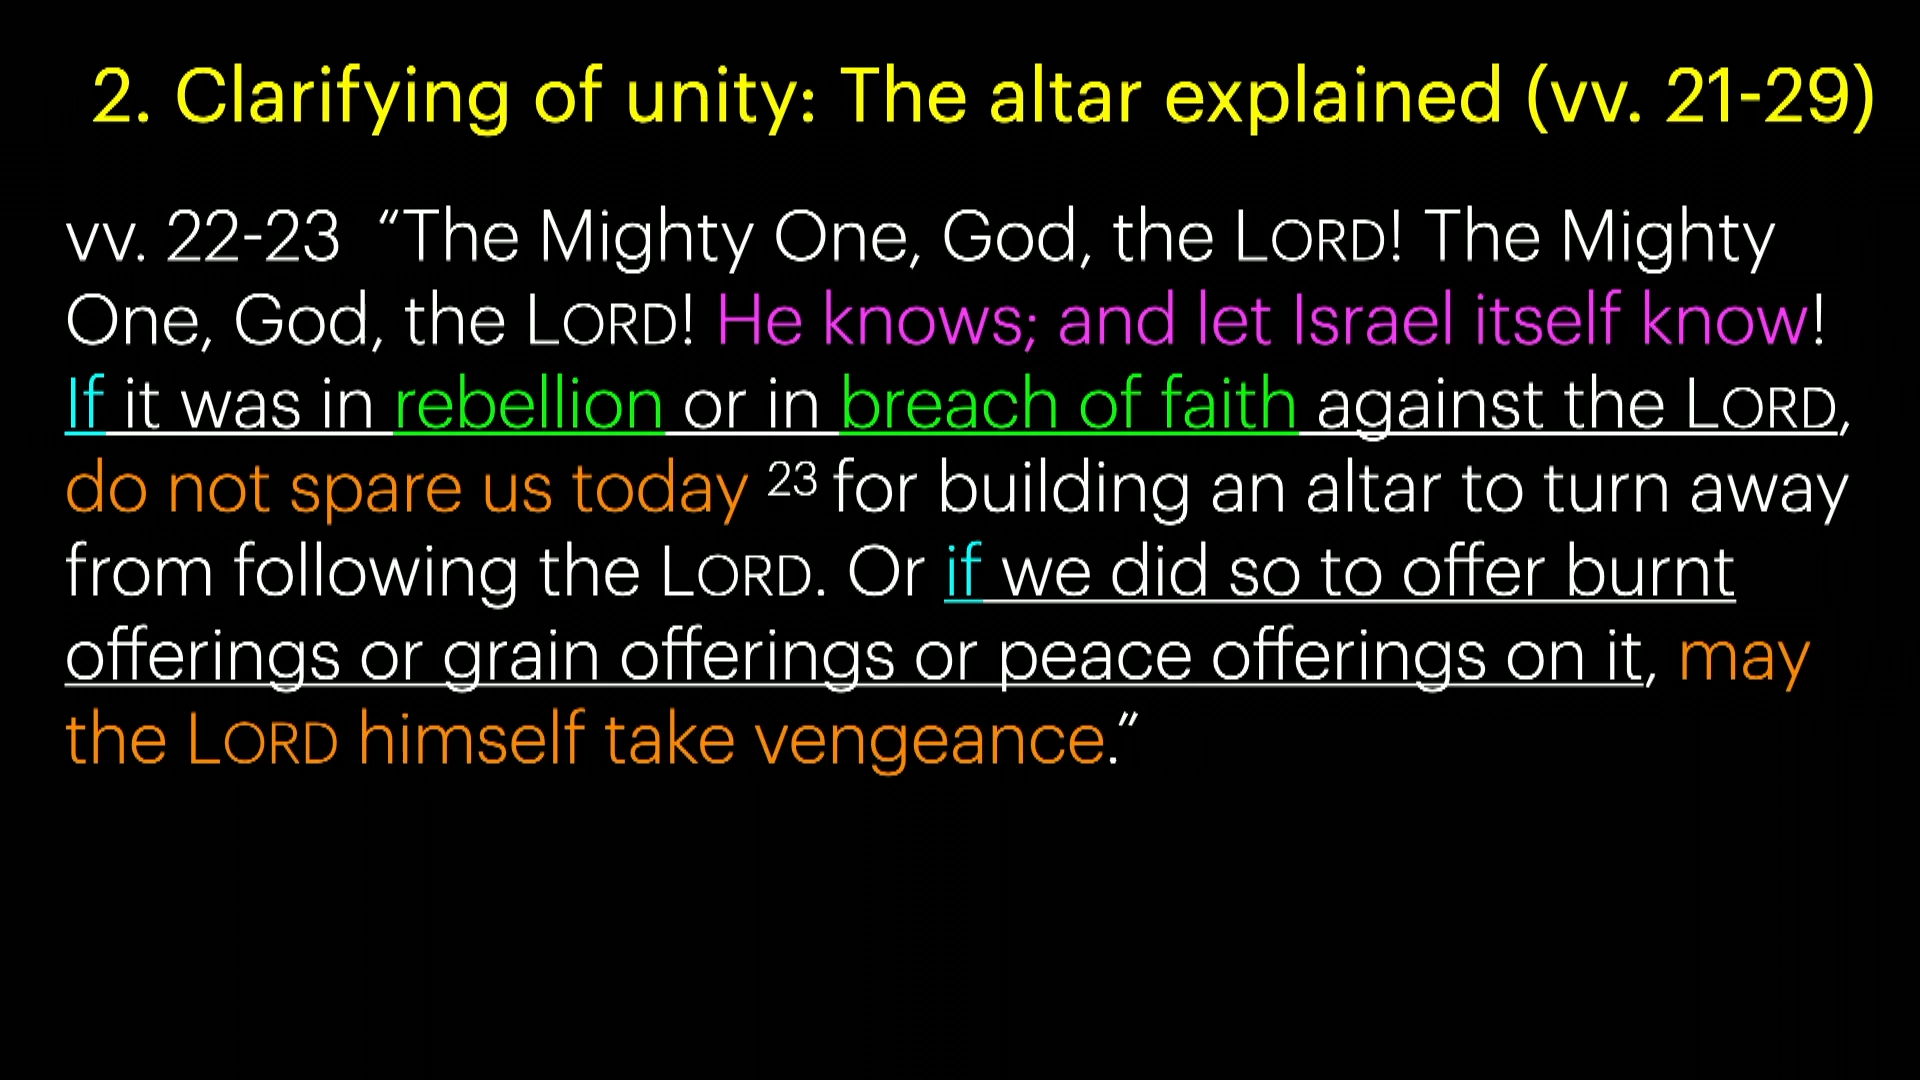 2. Clarifying of unity: The altar explained (vv. 21-29)
vv. 22-23 “The Mighty One, God, the LORD! The Mighty
One, God, the LORD! He knows; and let Israel itself know!
If it was in rebellion or in breach of faith against the LORD,
do not spare us today 23 for building an altar to turn away
from following the LORD. Or if we did so to offer burnt
offerings or grain offerings or peace offerings on it, may
the LORD himself take vengeance.”